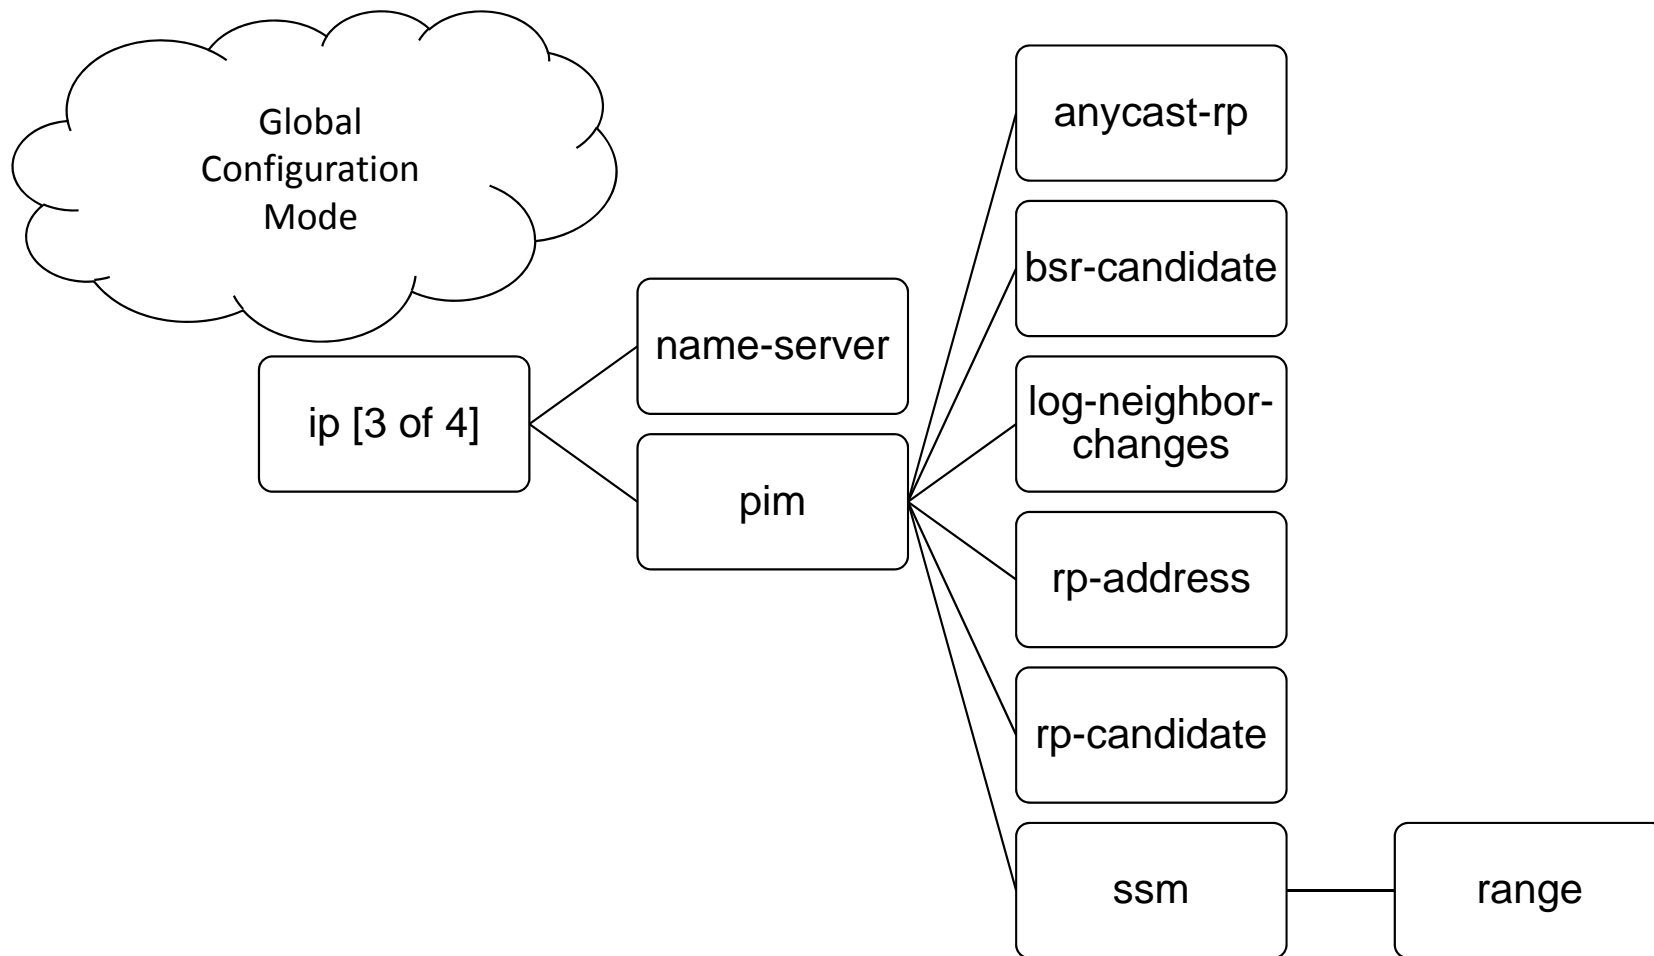 Global
Configuration
Mode
ip [3 of 4]
name-server
pim
anycast-rp
bsr-candidate
log-neighbor-
changes
rp-address
rp-candidate
ssm
range